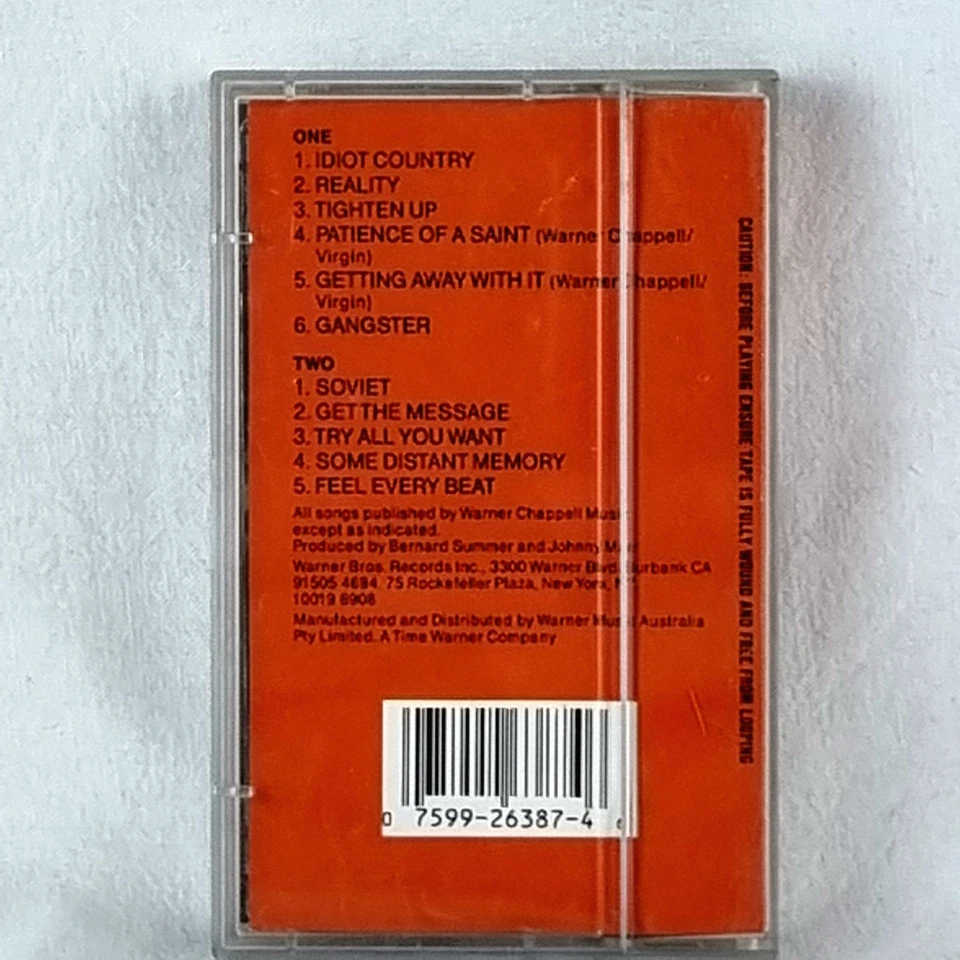 ONE
1. IDIOT COUNTRY
2. REALITY
3. TIGHTEN UP
4. PATIENCE OF A SAINT (Warner Chappell/
Virgin)
5. GETTING AWAY WITH IT (Warner Chappell/
Virgin)
6. GANGSTER
TWO
1. SOVIET
2. GET THE MESSAGE
3. TRY ALL YOU WANT
4. SOME DISTANT MEMORY
5. FEEL EVERY BEAT
All songs published by Warner Chappell Music
except as indicated.
Produced by Bernard Sumner and Johnny Marr
Warner Bros. Records Inc., 3300 Warner Blvd. Burbank CA
91505 4694. 75 Rockefeller Plaza, New York,
10019 6908
Manufactured and Distributed by Warner Music Australia
Pty Limited. A Time Warner Company
0 7599-26387-4
CAUTION: BEFORE PLAYING ENSURE TAPE IS FULLY WOUND AND FREE FROM LOOPING